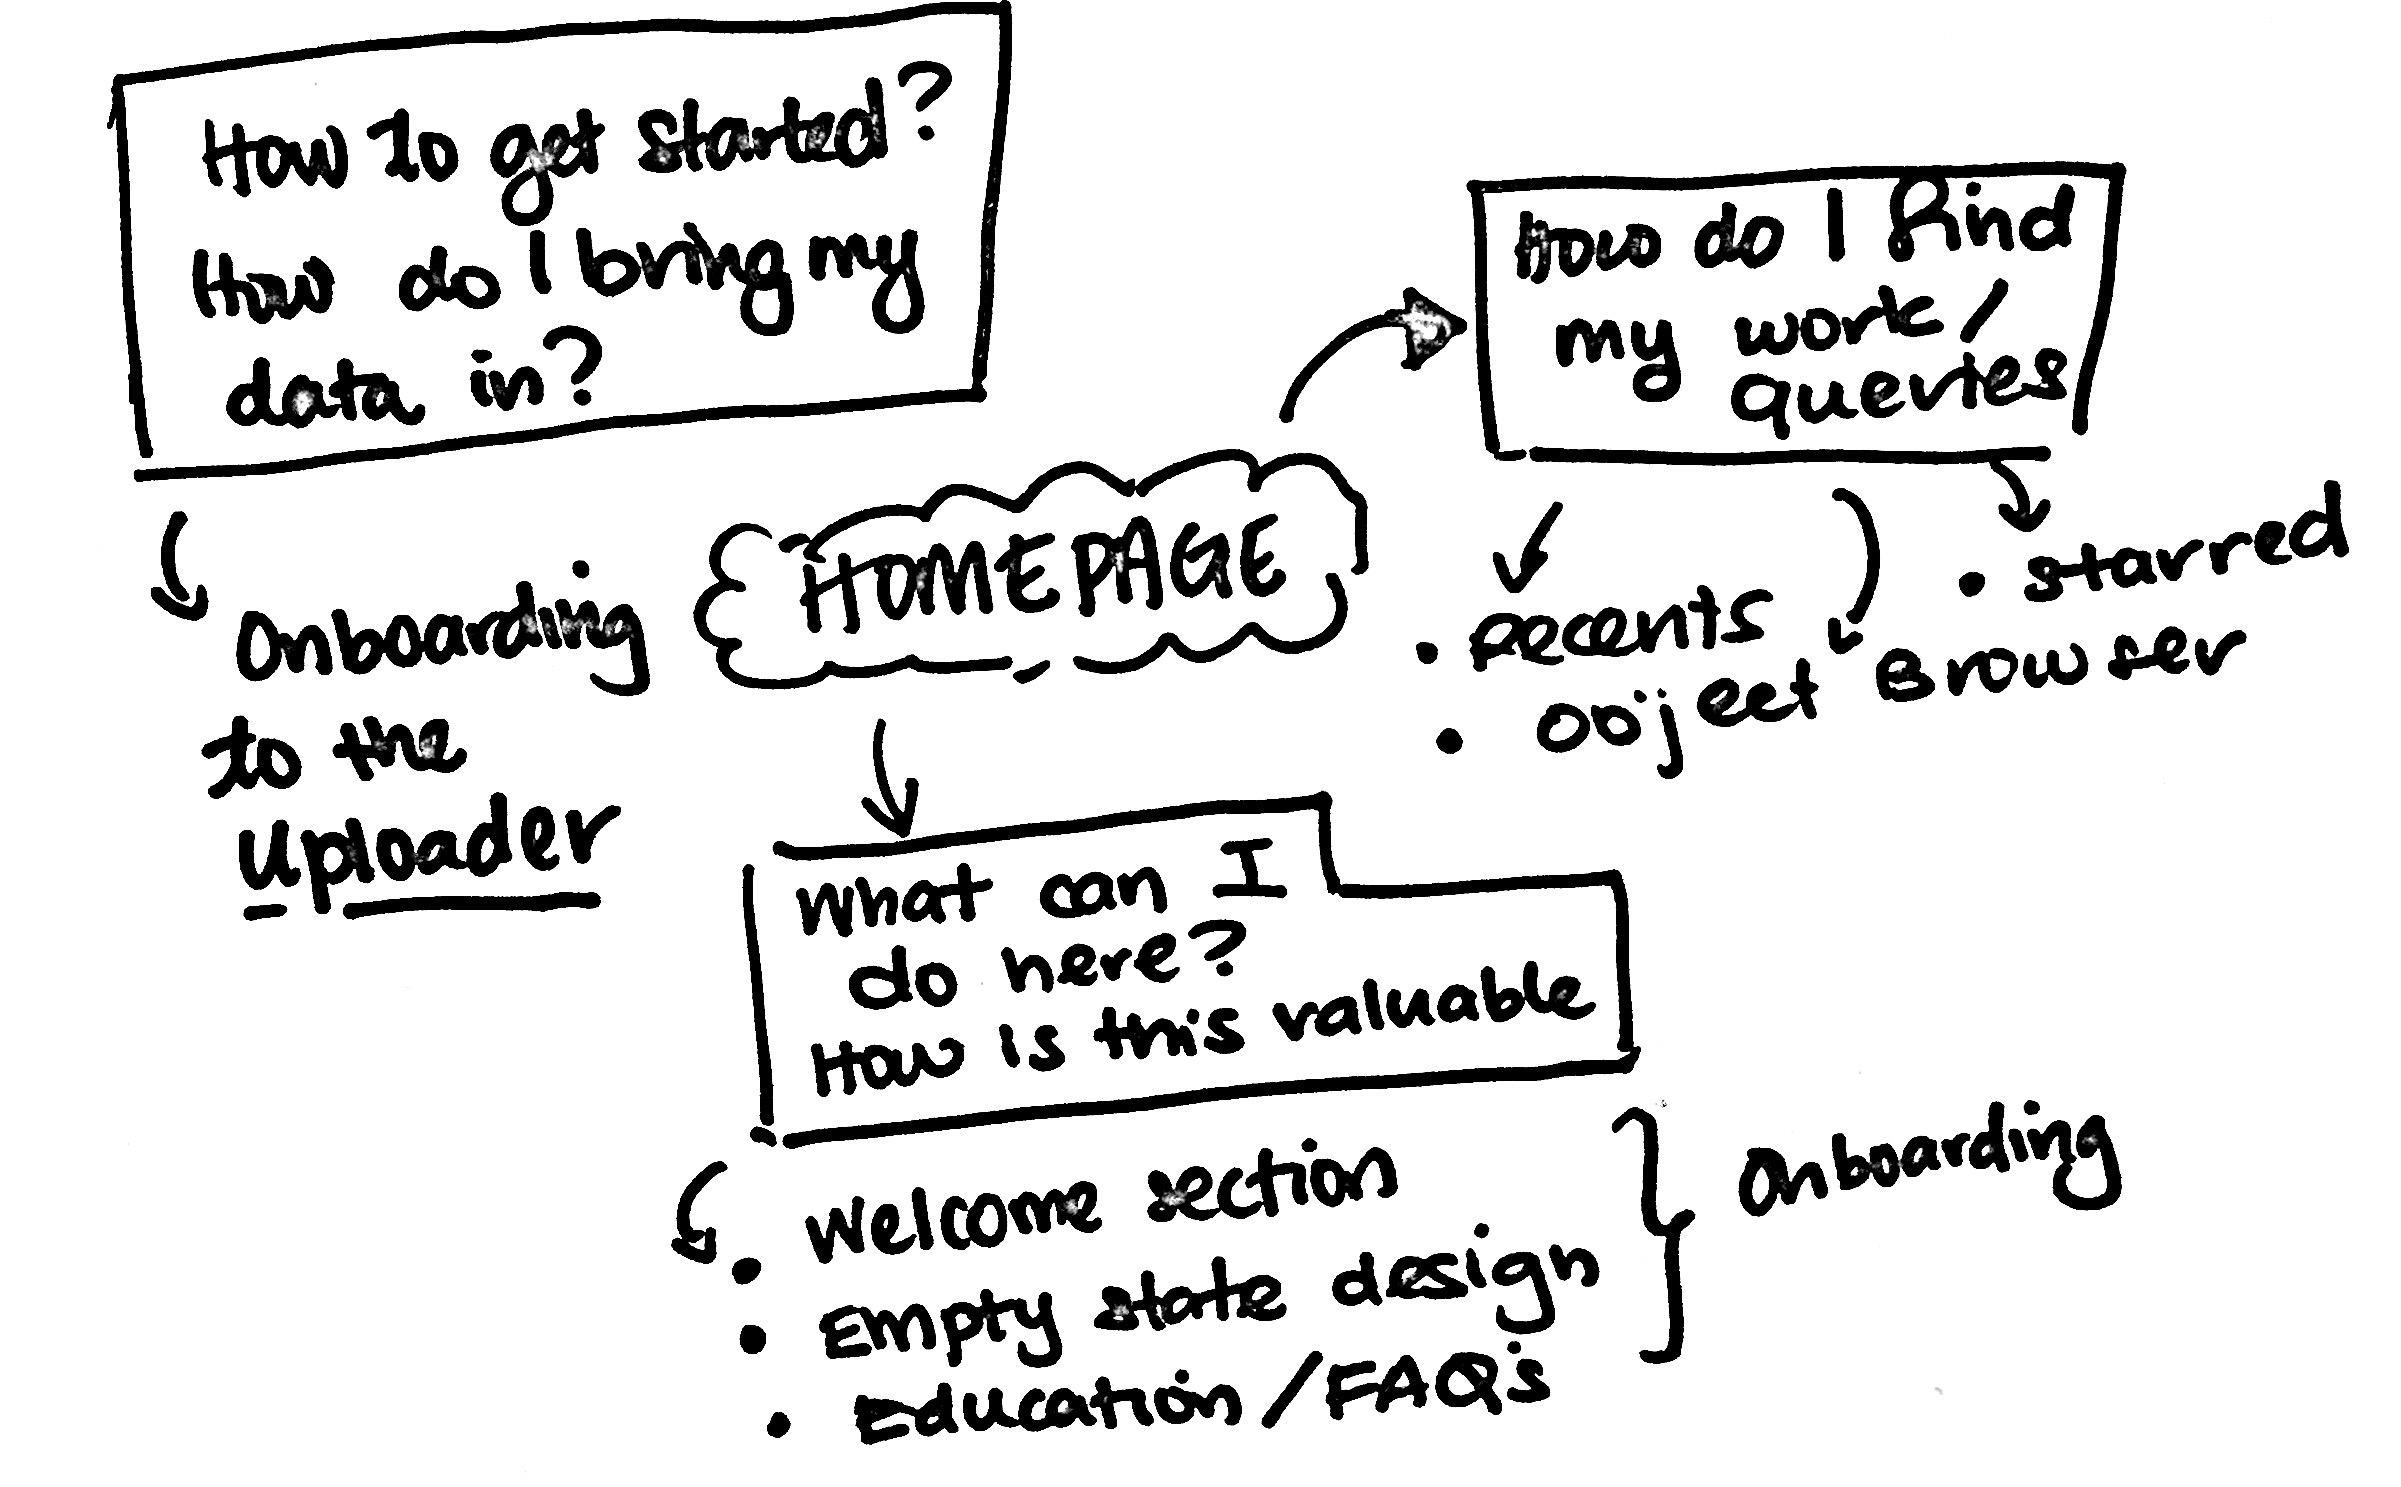 How to get started?
How do I bring my
data in?
Onboarding
to the
Uploader
HOMEPAGE
How do I find
my work/
queries
• starred
• Recents
• Object Browser
What can I
do here?
How is this valuable
• Welcome section
• Empty state design
• Education/FAQ's
Onboarding